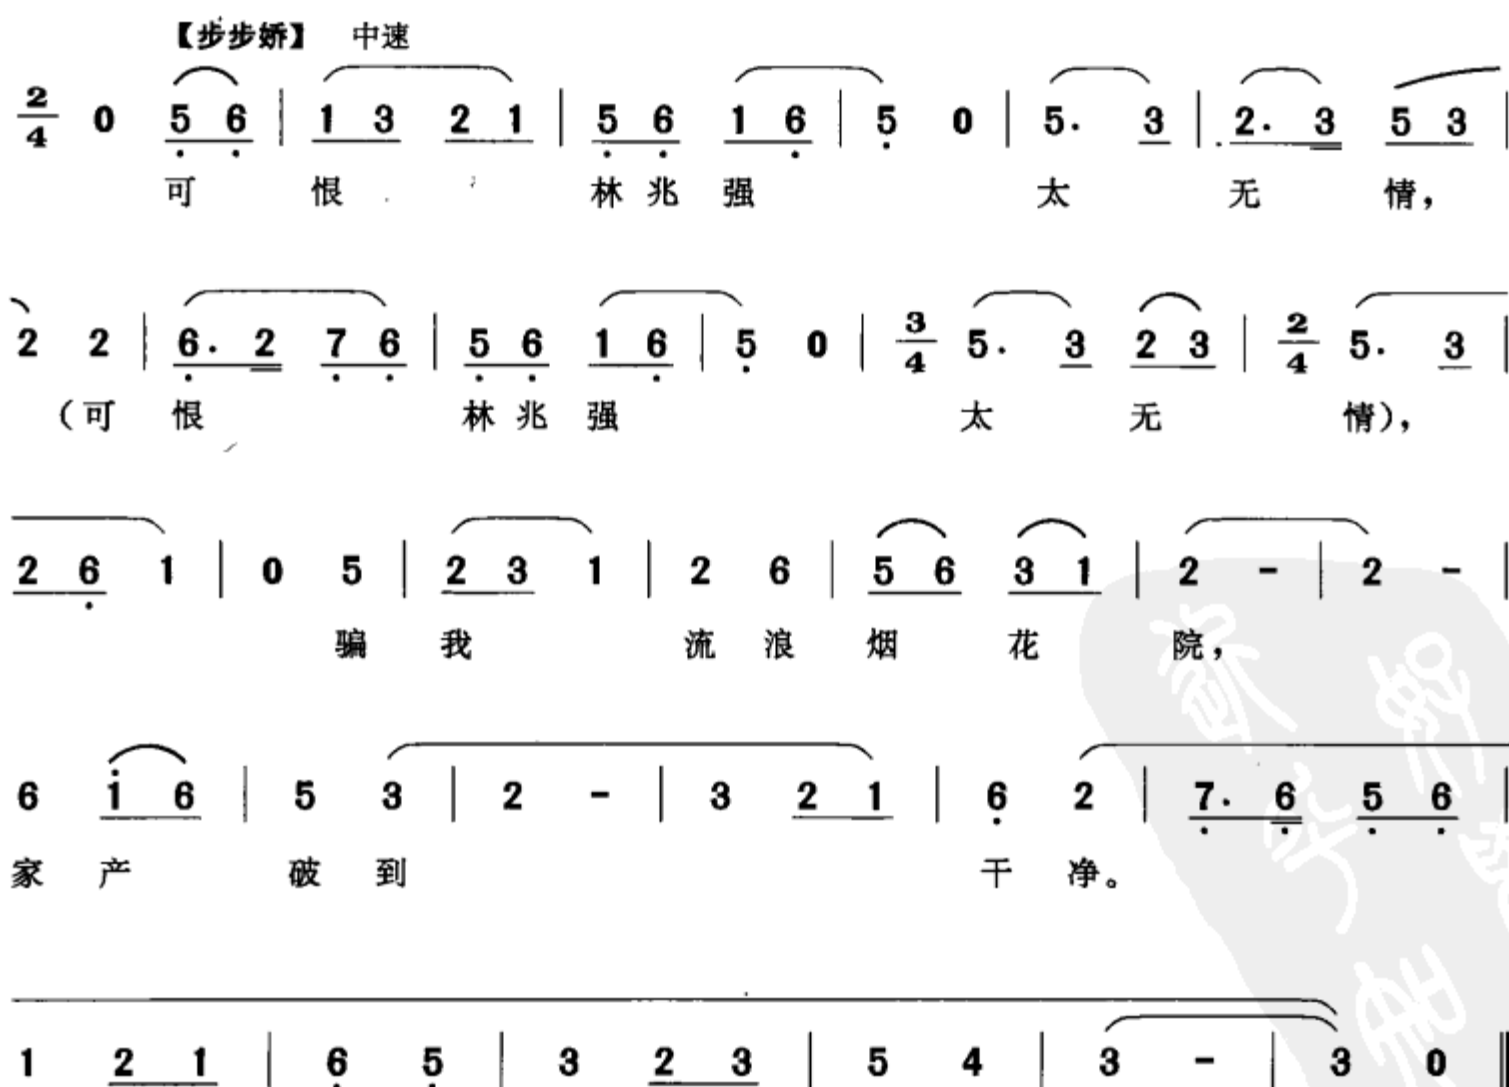 【步步娇】 中速
2/4 0 5 6 | 1 3 2 1 | 5 6 1 6 | 5 0 | 5. 3 | 2. 3 5 3 |
可 恨 林 兆 强 太 无 情，
2 2 | 6. 2 7 6 | 5 6 1 6 | 5 0 | 3/4 5. 3 2 3 | 2/4 5. 3 |
（可 恨 林 兆 强 太 无 情），
2 6 1 | 0 5 | 2 3 1 | 2 6 | 5 6 3 1 | 2 - | 2 - |
骗 我 流 浪 烟 花 院，
6 1 6 | 5 3 | 2 - | 3 2 1 | 6 2 | 7. 6 5 6 |
家 产 破 到 干 净。
1 2 1 | 6 5 | 3 2 3 | 5 4 | 3 - | 3 0 ‖